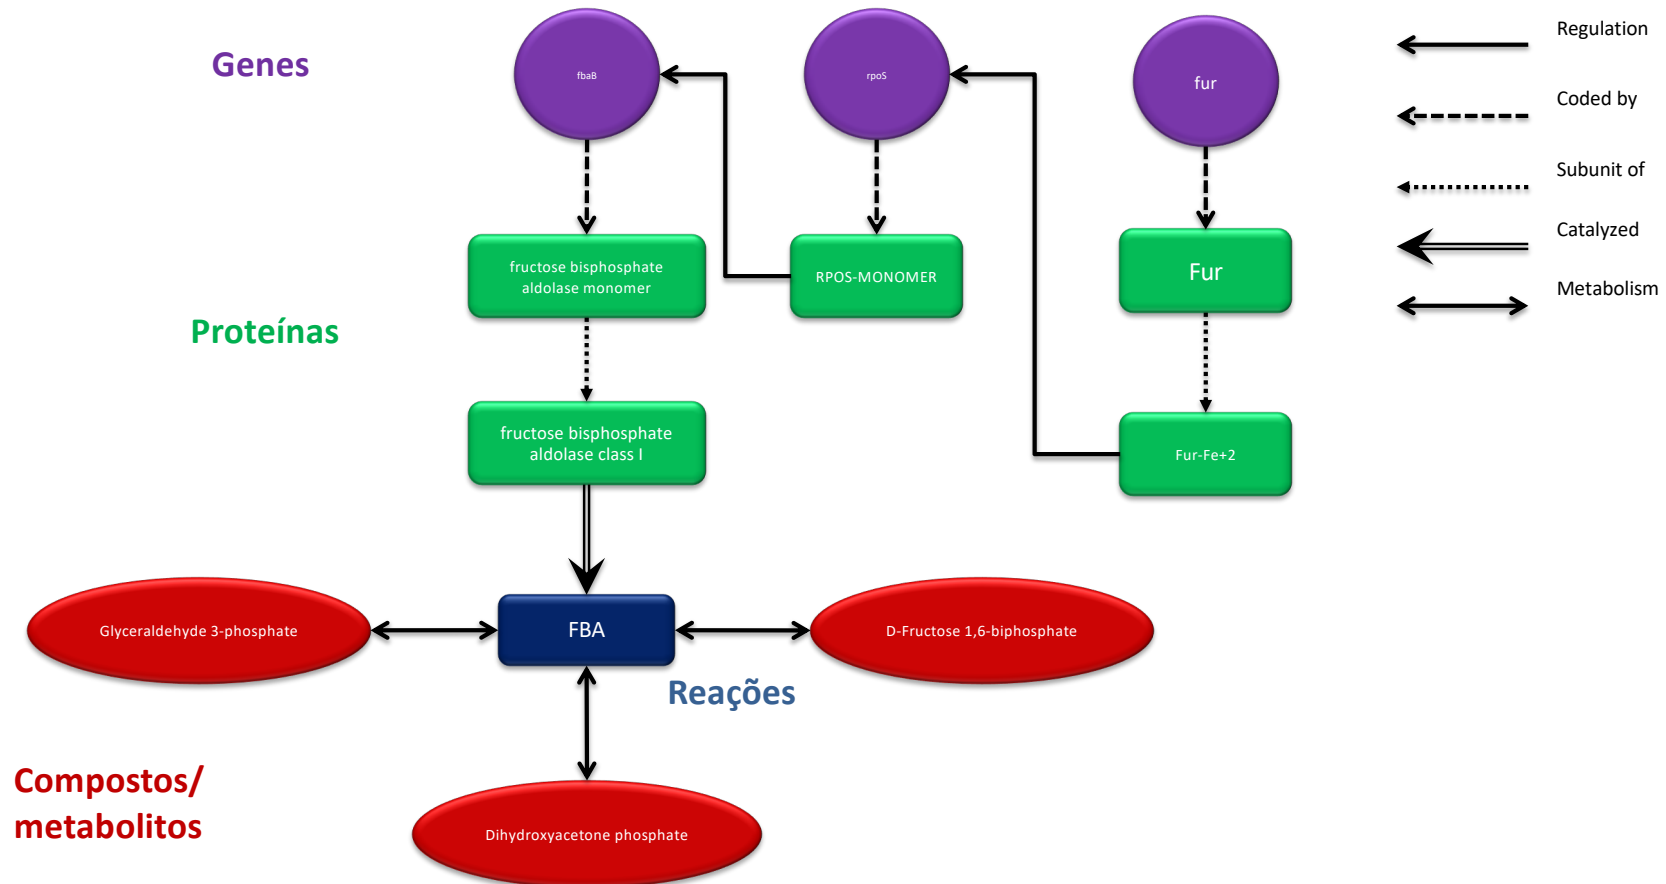 Genes
fbaB
rpoS
fur
Regulation
Coded by
Subunit of
Catalyzed
Metabolism
fructose bisphosphate
aldolase monomer
RPOS-MONOMER
Fur
Proteínas
fructose bisphosphate
aldolase class I
Fur-Fe+2
Glyceraldehyde 3-phosphate
FBA
D-Fructose 1,6-biphosphate
Reações
Compostos/
metabolitos
Dihydroxyacetone phosphate